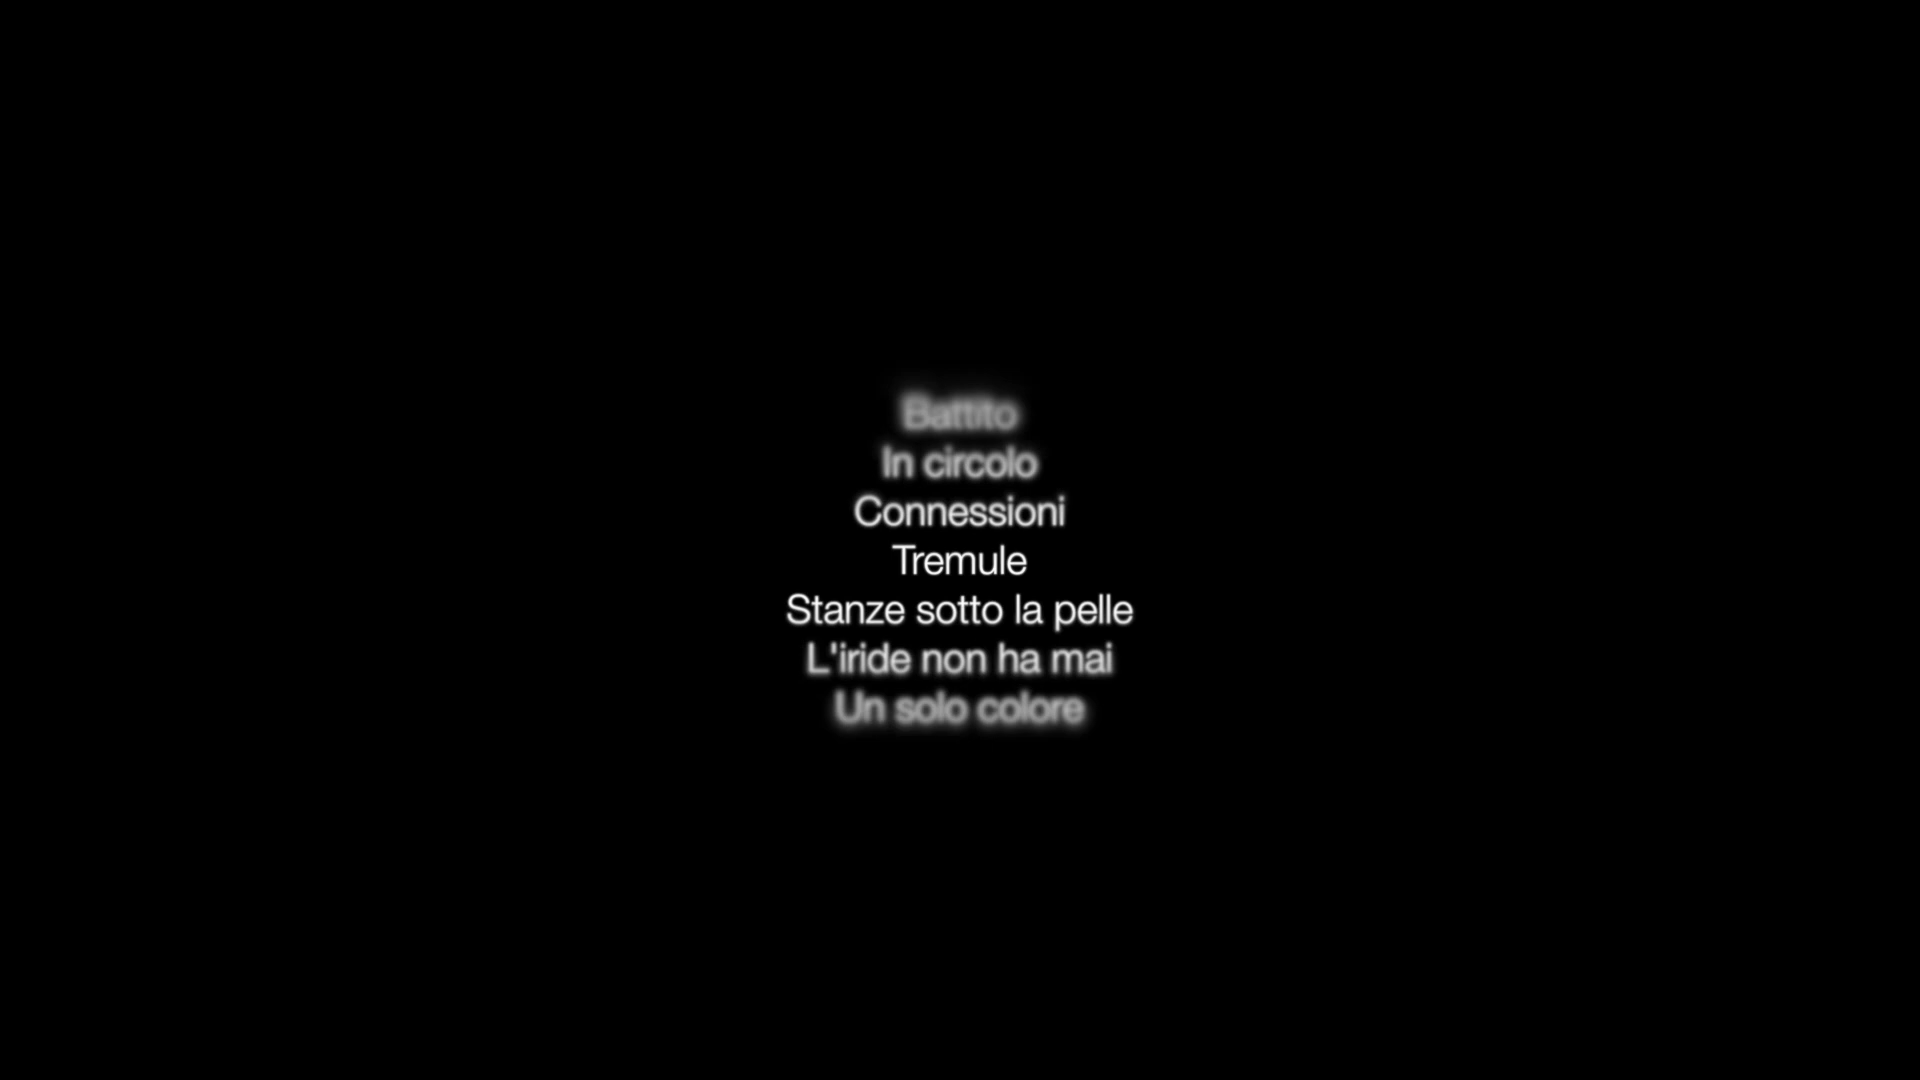 Battito
In circolo
Connessioni
Tremule
Stanze sotto la pelle
L'iride non ha mai
Un solo colore